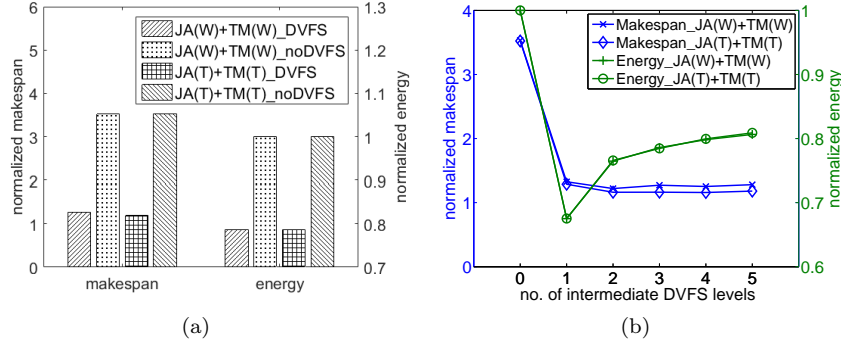 6
5
4
3
2
1
0
normalized makespan
JA(W)+TM(W)_DVFS
JA(W)+TM(W)_noDVFS
JA(T)+TM(T)_DVFS
JA(T)+TM(T)_noDVFS
1.3
1.2
1.1
1
0.9
0.8
0.7
normalized energy
makespan
energy
(a)
4
3
2
1
0
normalized makespan
Makespan_JA(W)+TM(W)
Makespan_JA(T)+TM(T)
Energy_JA(W)+TM(W)
Energy_JA(T)+TM(T)
1
0.9
0.8
0.7
0.6
normalized energy
0 1 2 3 4 5
no. of intermediate DVFS levels
(b)